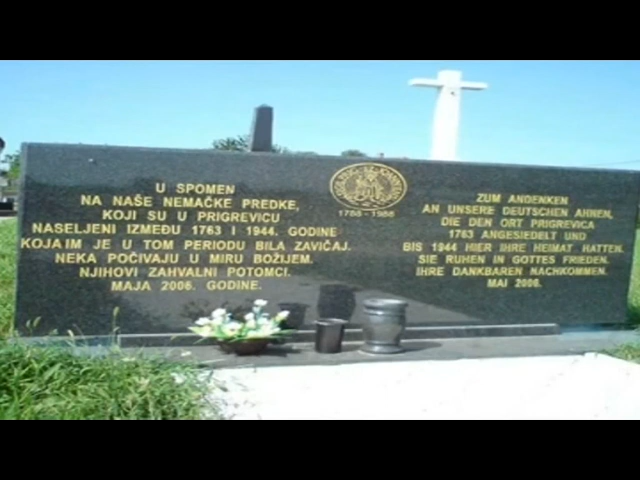 U SPOMEN
NA NAŠE NEMAČKE PREDKE,
KOJI SU U PRIGREVICU
NASELJENI IZMEĐU 1763 I 1944. GODINE
KOJA IM JE U TOM PERIODU BILA ZAVIČAJ.
NEKA POČIVAJU U MIRU BOŽIJEM.
NJIHOVI ZAHVALNI POTOMCI.
MAJA 2006. GODINE.
1788-1988
ZUM ANDENKEN
AN UNSERE DEUTSCHEN AHNEN,
DIE DEN ORT PRIGREVICA
1763 ANGESIEDELT UND
BIS 1944 HIER IHRE HEIMAT HATTEN.
SIE RUHEN IN GOTTES FRIEDEN.
IHRE DANKBAREN NACHKOMMEN.
MAI 2006.